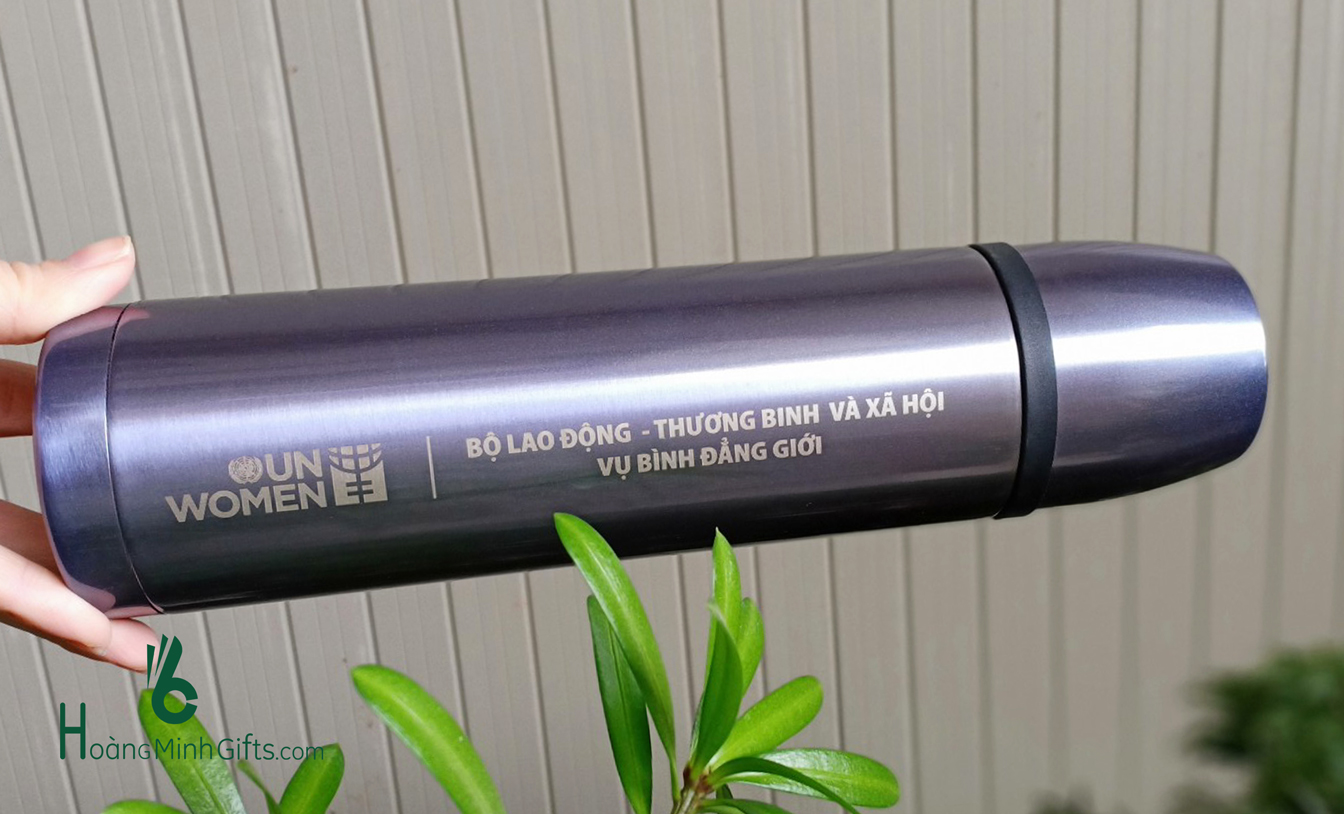 UN
WOMEN
BỘ LAO ĐỘNG - THƯƠNG BINH VÀ XÃ HỘI
VỤ BÌNH ĐẲNG GIỚI
HoàngMinhGifts.com